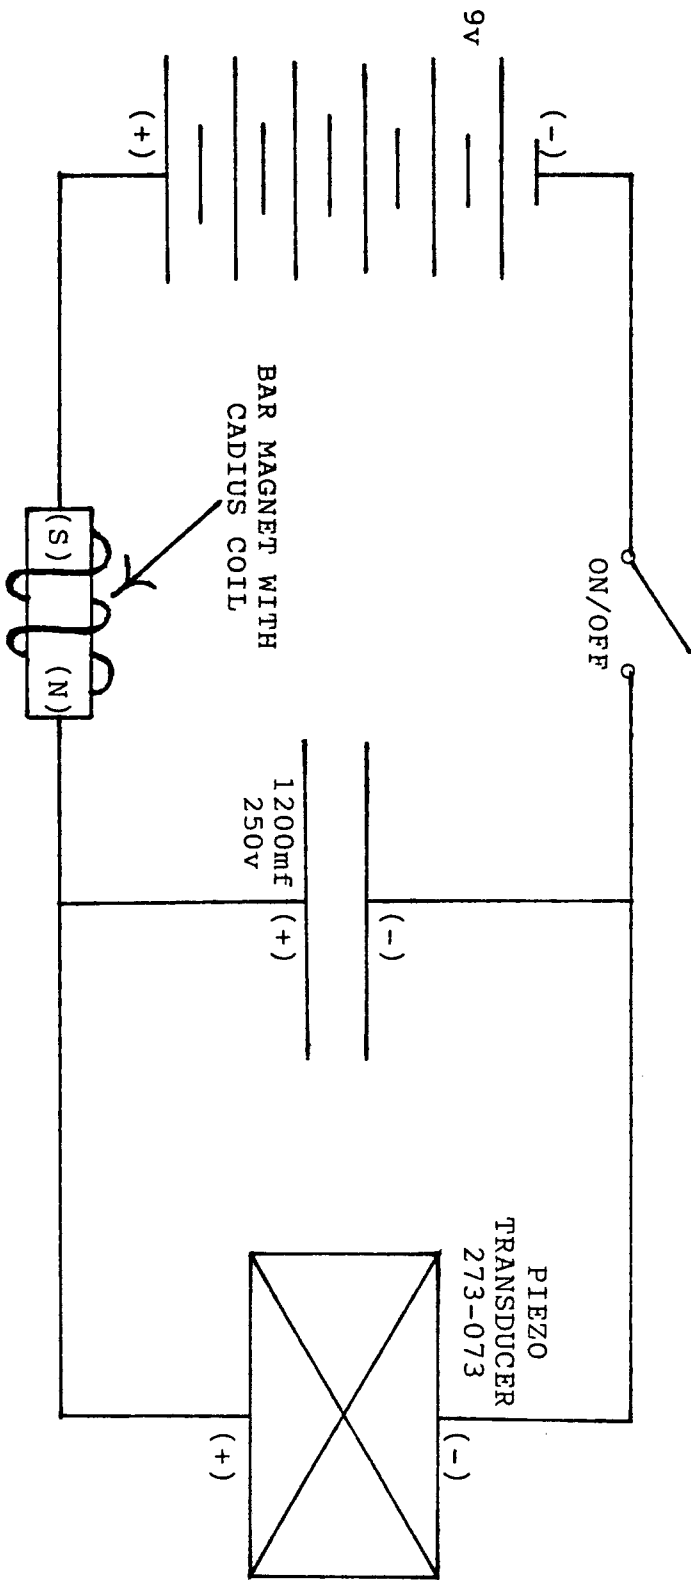 9v
(-)
(+)
ON/OFF
BAR MAGNET WITH
CADIUS COIL
(S)
(N)
(-)
1200mf
250v
(+)
PIEZO
TRANSDUCER
273-073
(-)
(+)